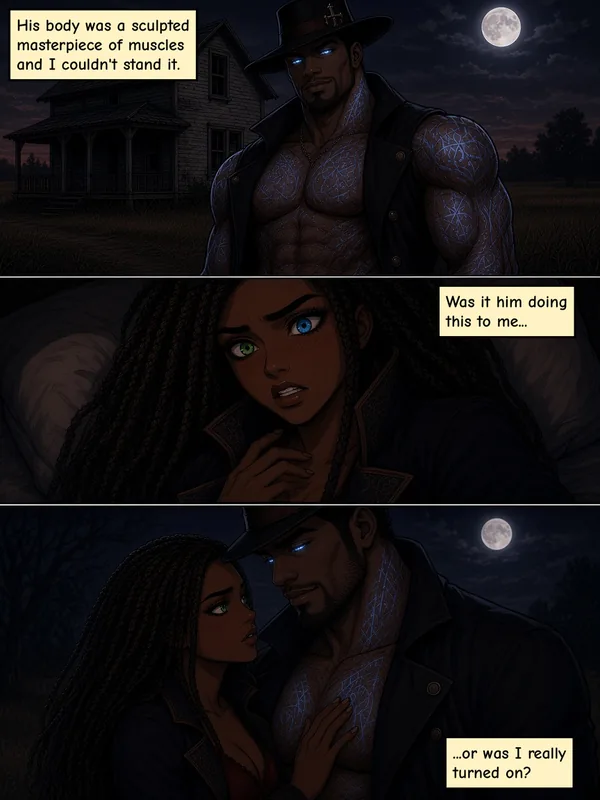 His body was a sculpted
masterpiece of muscles
and I couldn't stand it.
Was it him doing
this to me...
...or was I really
turned on?